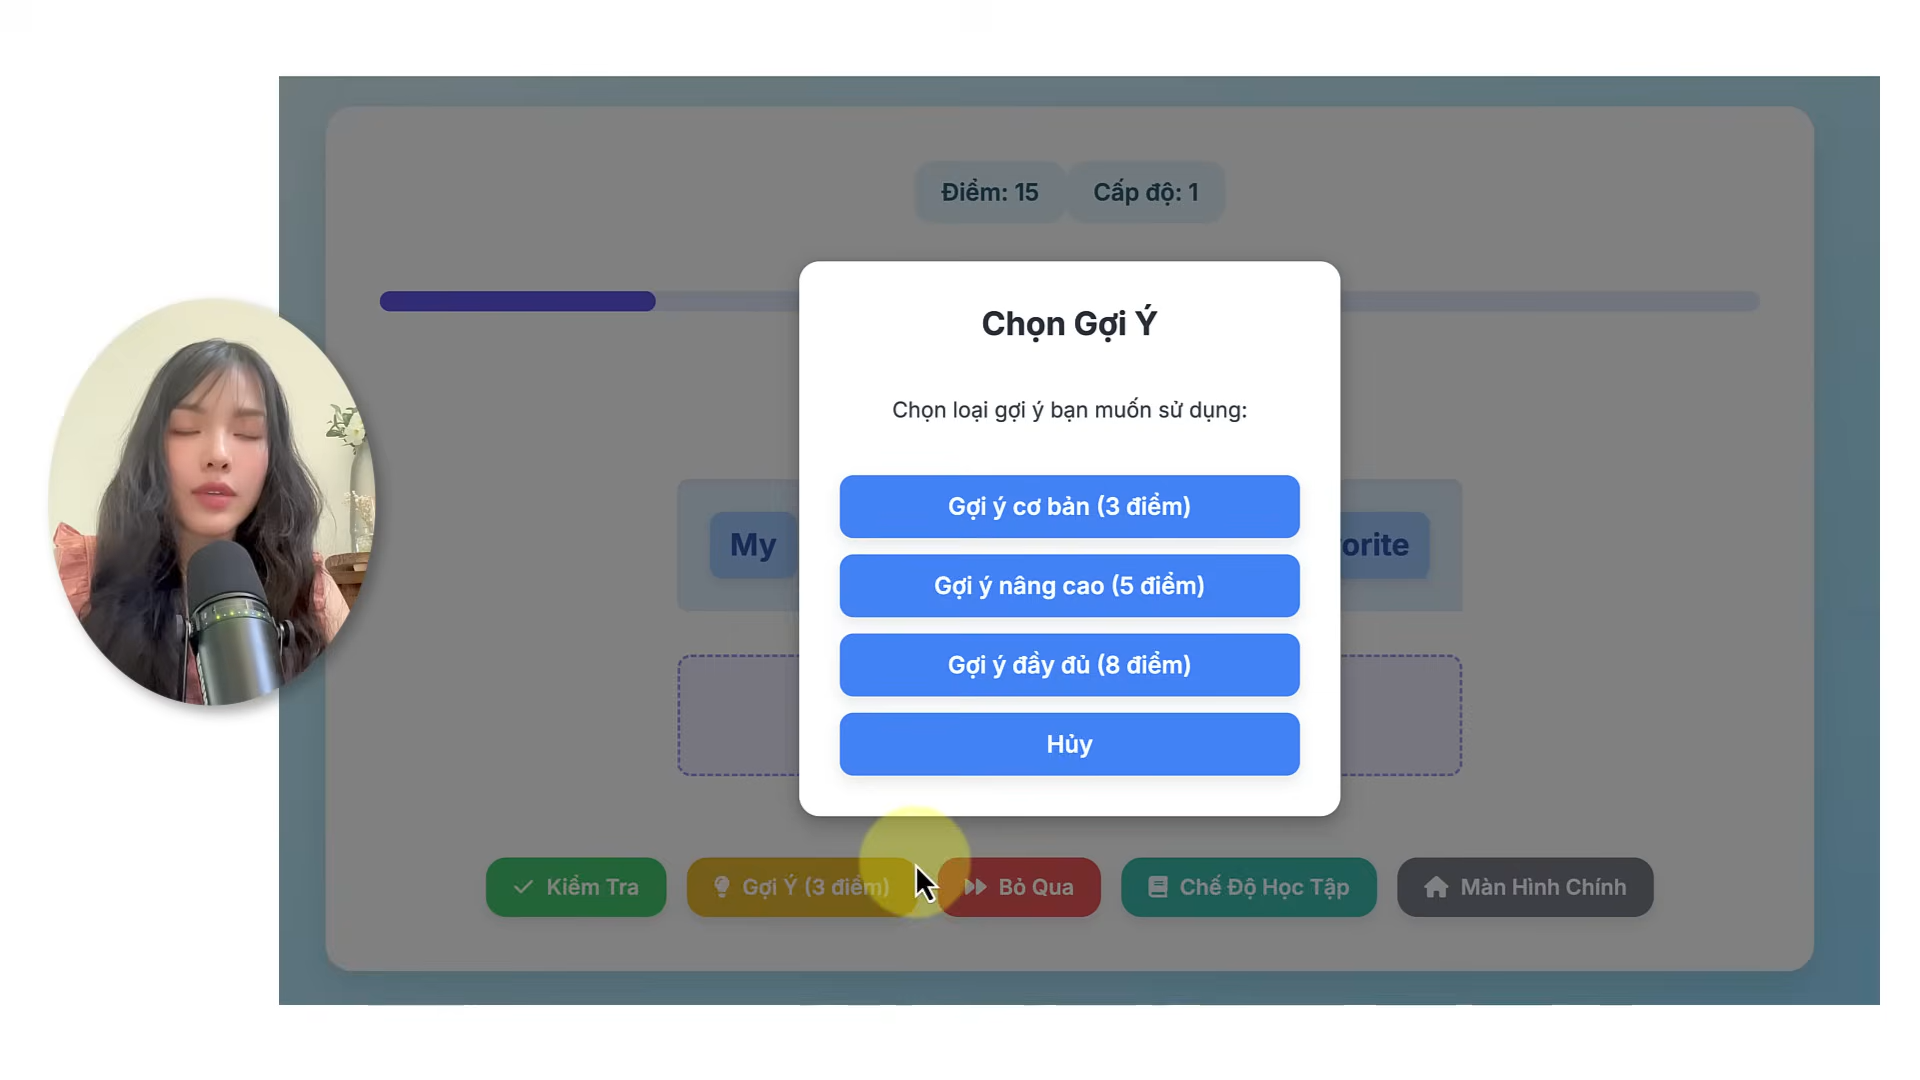 Điểm: 15
Cấp độ: 1
Chọn Gợi Ý
Chọn loại gợi ý bạn muốn sử dụng:
Gợi ý cơ bản (3 điểm)
My
orite
Gợi ý nâng cao (5 điểm)
Gợi ý đầy đủ (8 điểm)
Hủy
Kiểm Tra
Gợi Ý (3 điểm)
Bỏ Qua
Chế Độ Học Tập
Màn Hình Chính